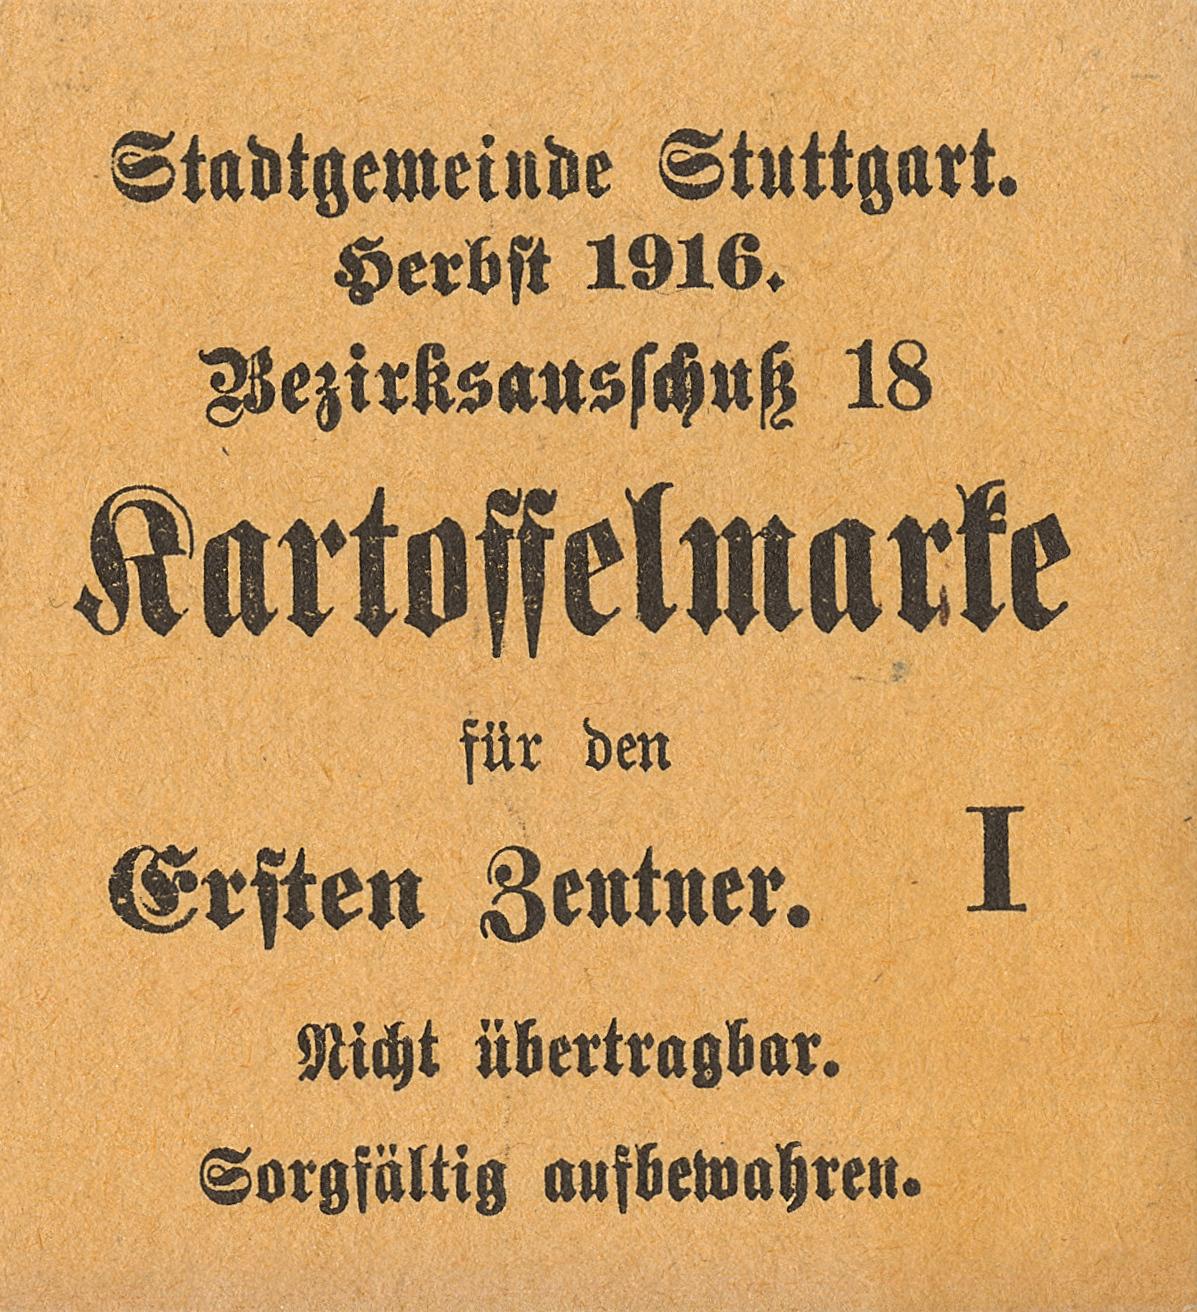 Stadtgemeinde Stuttgart.
Herbst 1916.
Bezirksausschuß 18
Kartoffelmarke
für den
Ersten Zentner. I
Nicht übertragbar.
Sorgfältig aufbewahren.